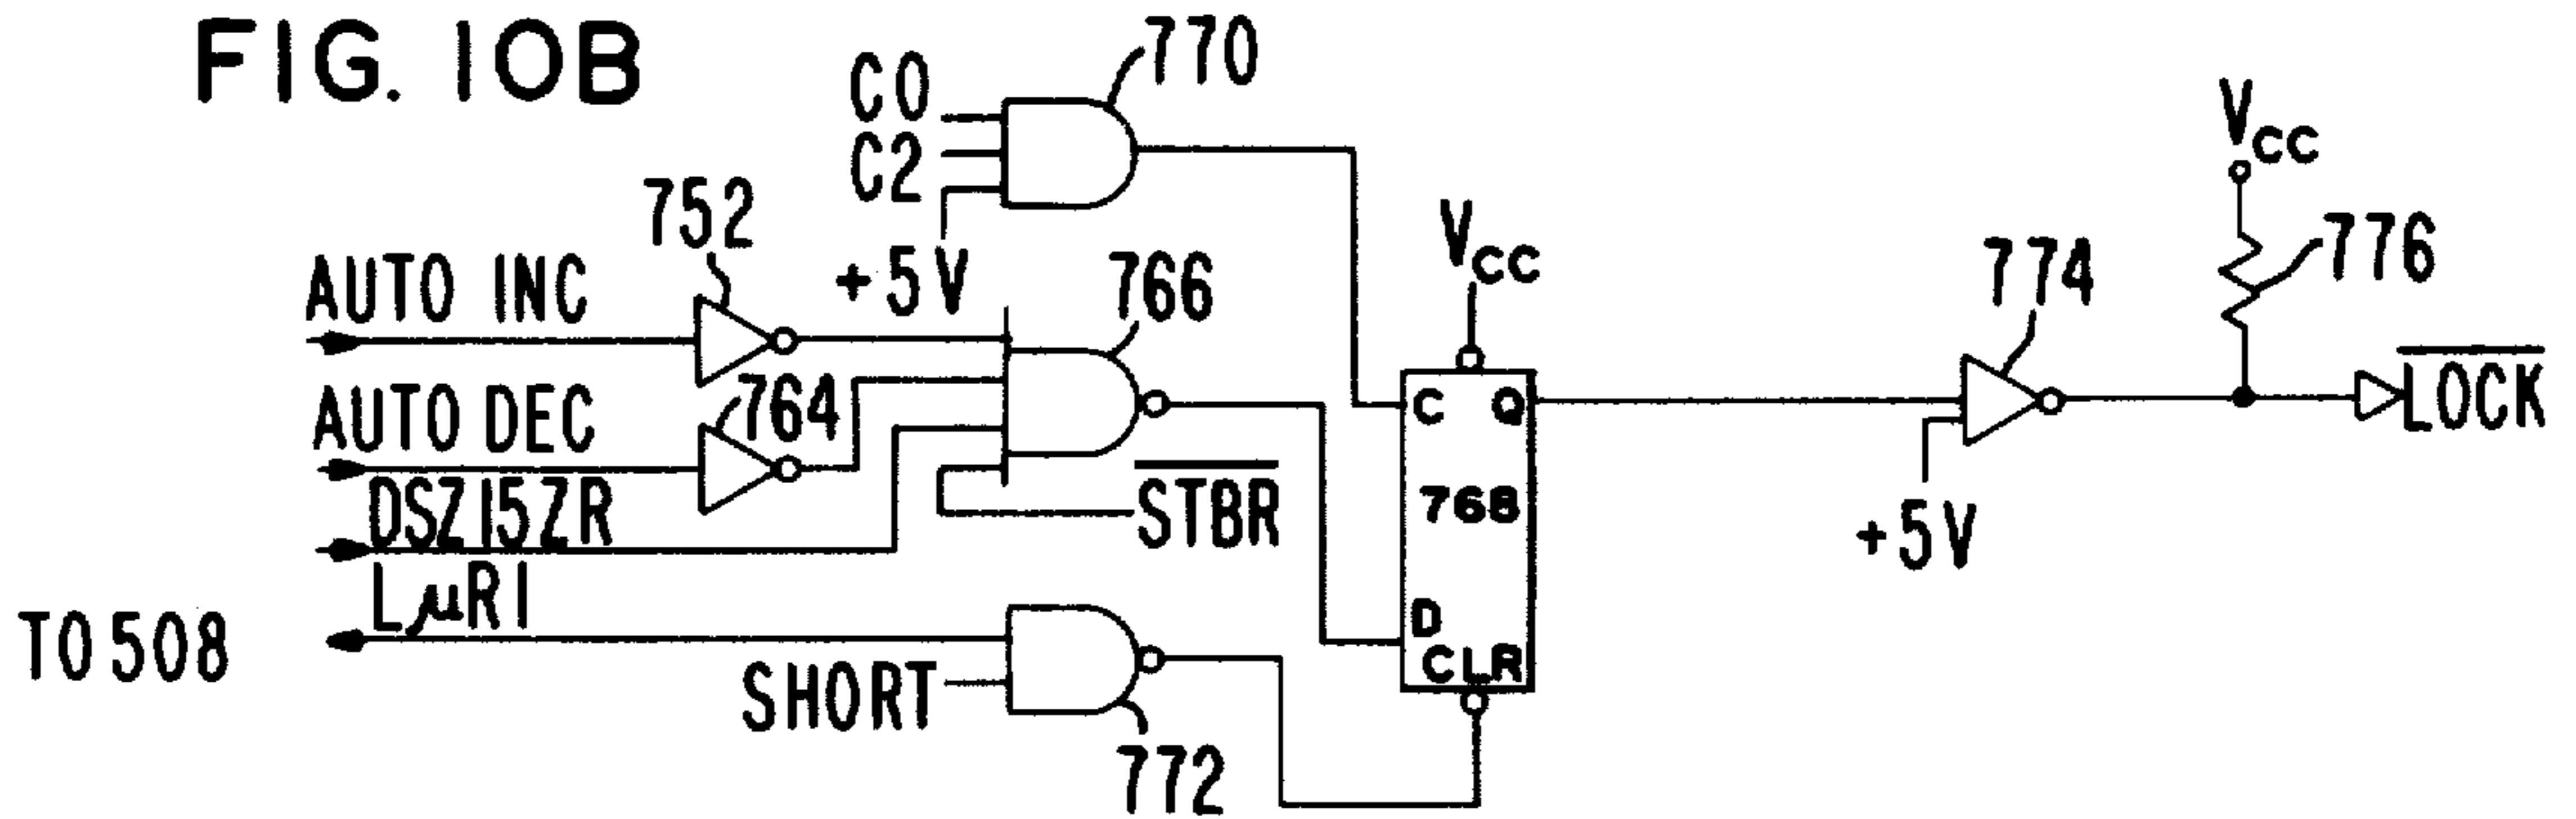 FIG. 10B
770
C0
C2
+5V
752
AUTO INC
766
VCC
VCC
776
774
LOCK
AUTO DEC
764
C Q
768
D
CLR
STBR
+5V
DSZ15ZR
LμR1
TO 508
SHORT
772